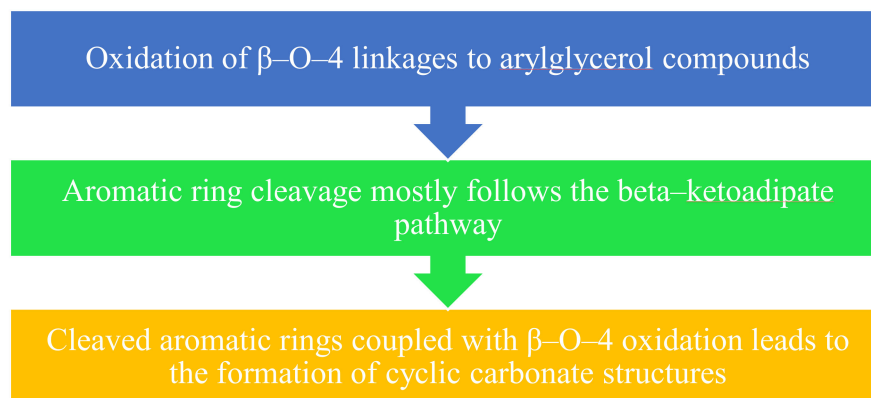 Oxidation of β–O–4 linkages to arylglycerol compounds
Aromatic ring cleavage mostly follows the beta–ketoadipate
pathway
Cleaved aromatic rings coupled with β–O–4 oxidation leads to
the formation of cyclic carbonate structures